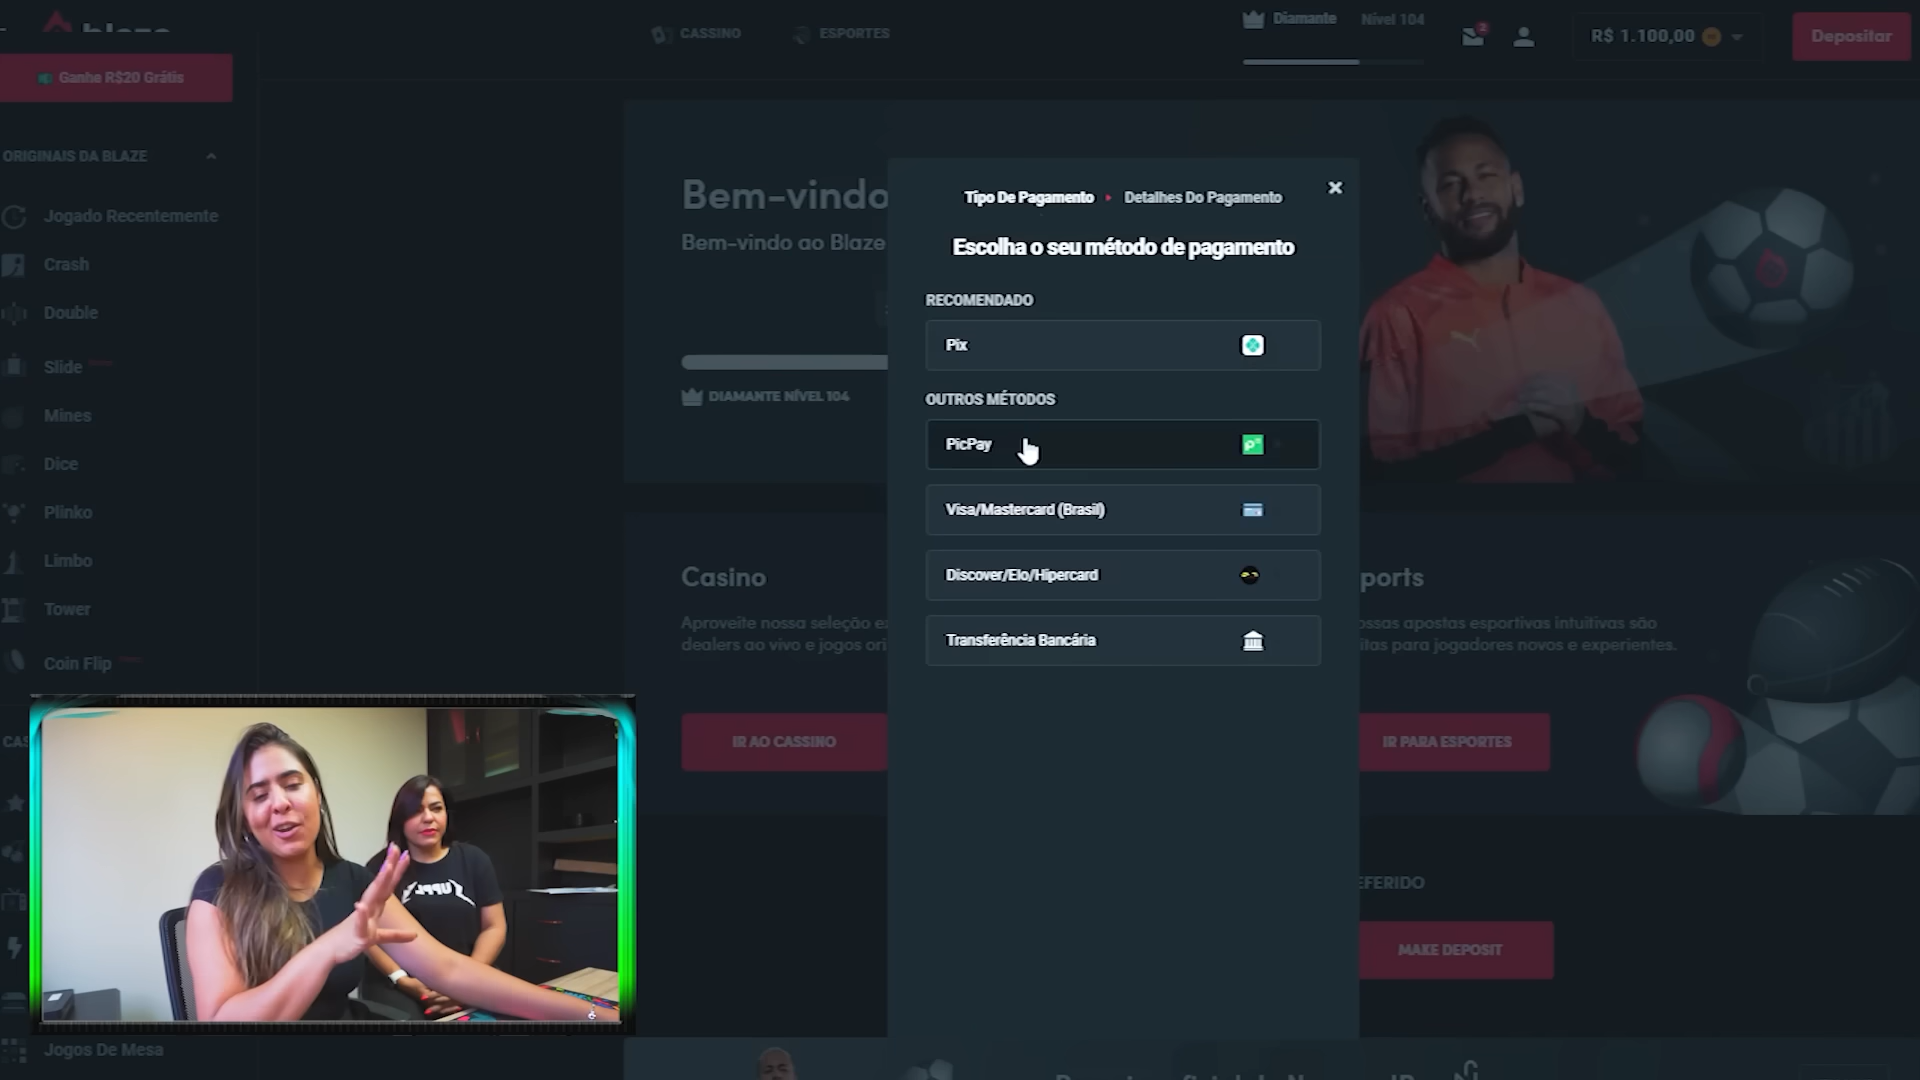 blaze
CASSINO
ESPORTES
Diamante
Nível 104
2
R$ 1.100,00
Depositar
Ganhe R$20 Grátis
ORIGINAIS DA BLAZE
Jogado Recentemente
Crash
Double
Slide
Mines
Dice
Plinko
Limbo
Tower
Coin Flip
CAS
Jogos De Mesa
Bem-vindo
Bem-vindo ao Blaze
DIAMANTE NÍVEL 104
Tipo De Pagamento
Detalhes Do Pagamento
Escolha o seu método de pagamento
RECOMENDADO
Pix
OUTROS MÉTODOS
PicPay
Visa/Mastercard (Brasil)
Discover/Elo/Hipercard
Transferência Bancária
Casino
Aproveite nossa seleção
dealers ao vivo e jogos
IR AO CASSINO
ports
apostas esportivas intuitivas são
para jogadores novos e experientes.
IR PARA ESPORTES
EFERIDO
MAKE DEPOSIT